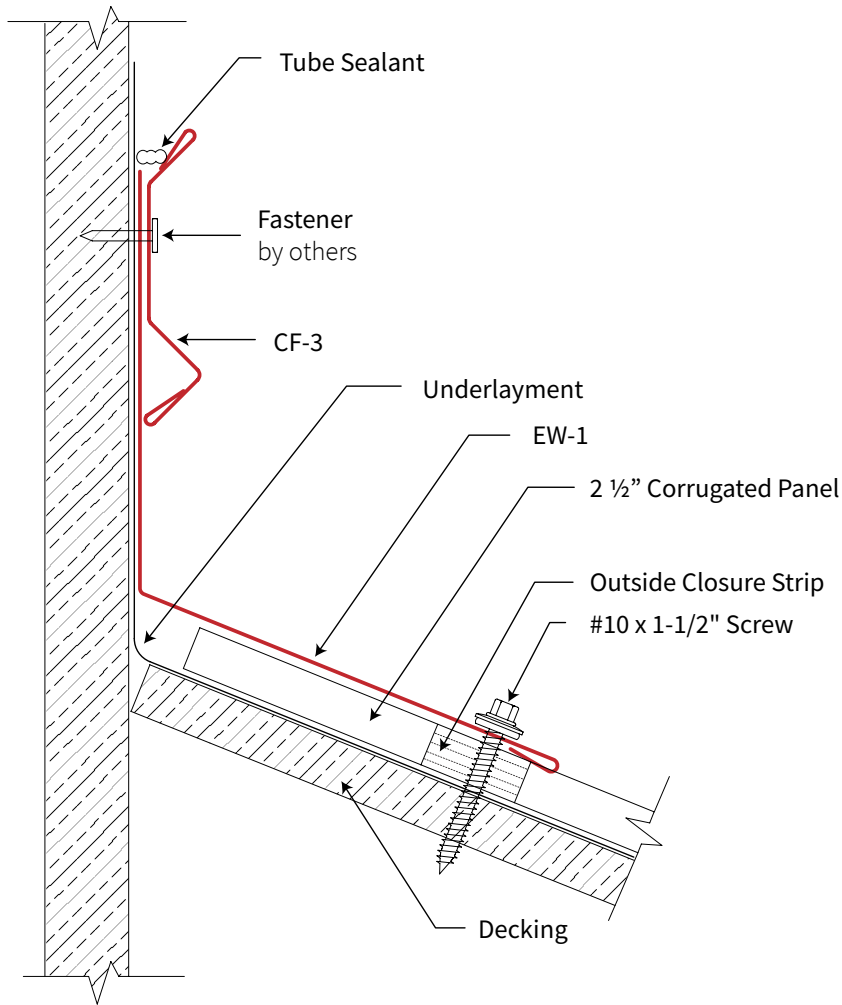 Tube Sealant
Fastener
by others
CF-3
Underlayment
EW-1
2 ½” Corrugated Panel
Outside Closure Strip
#10 x 1-1/2" Screw
Decking